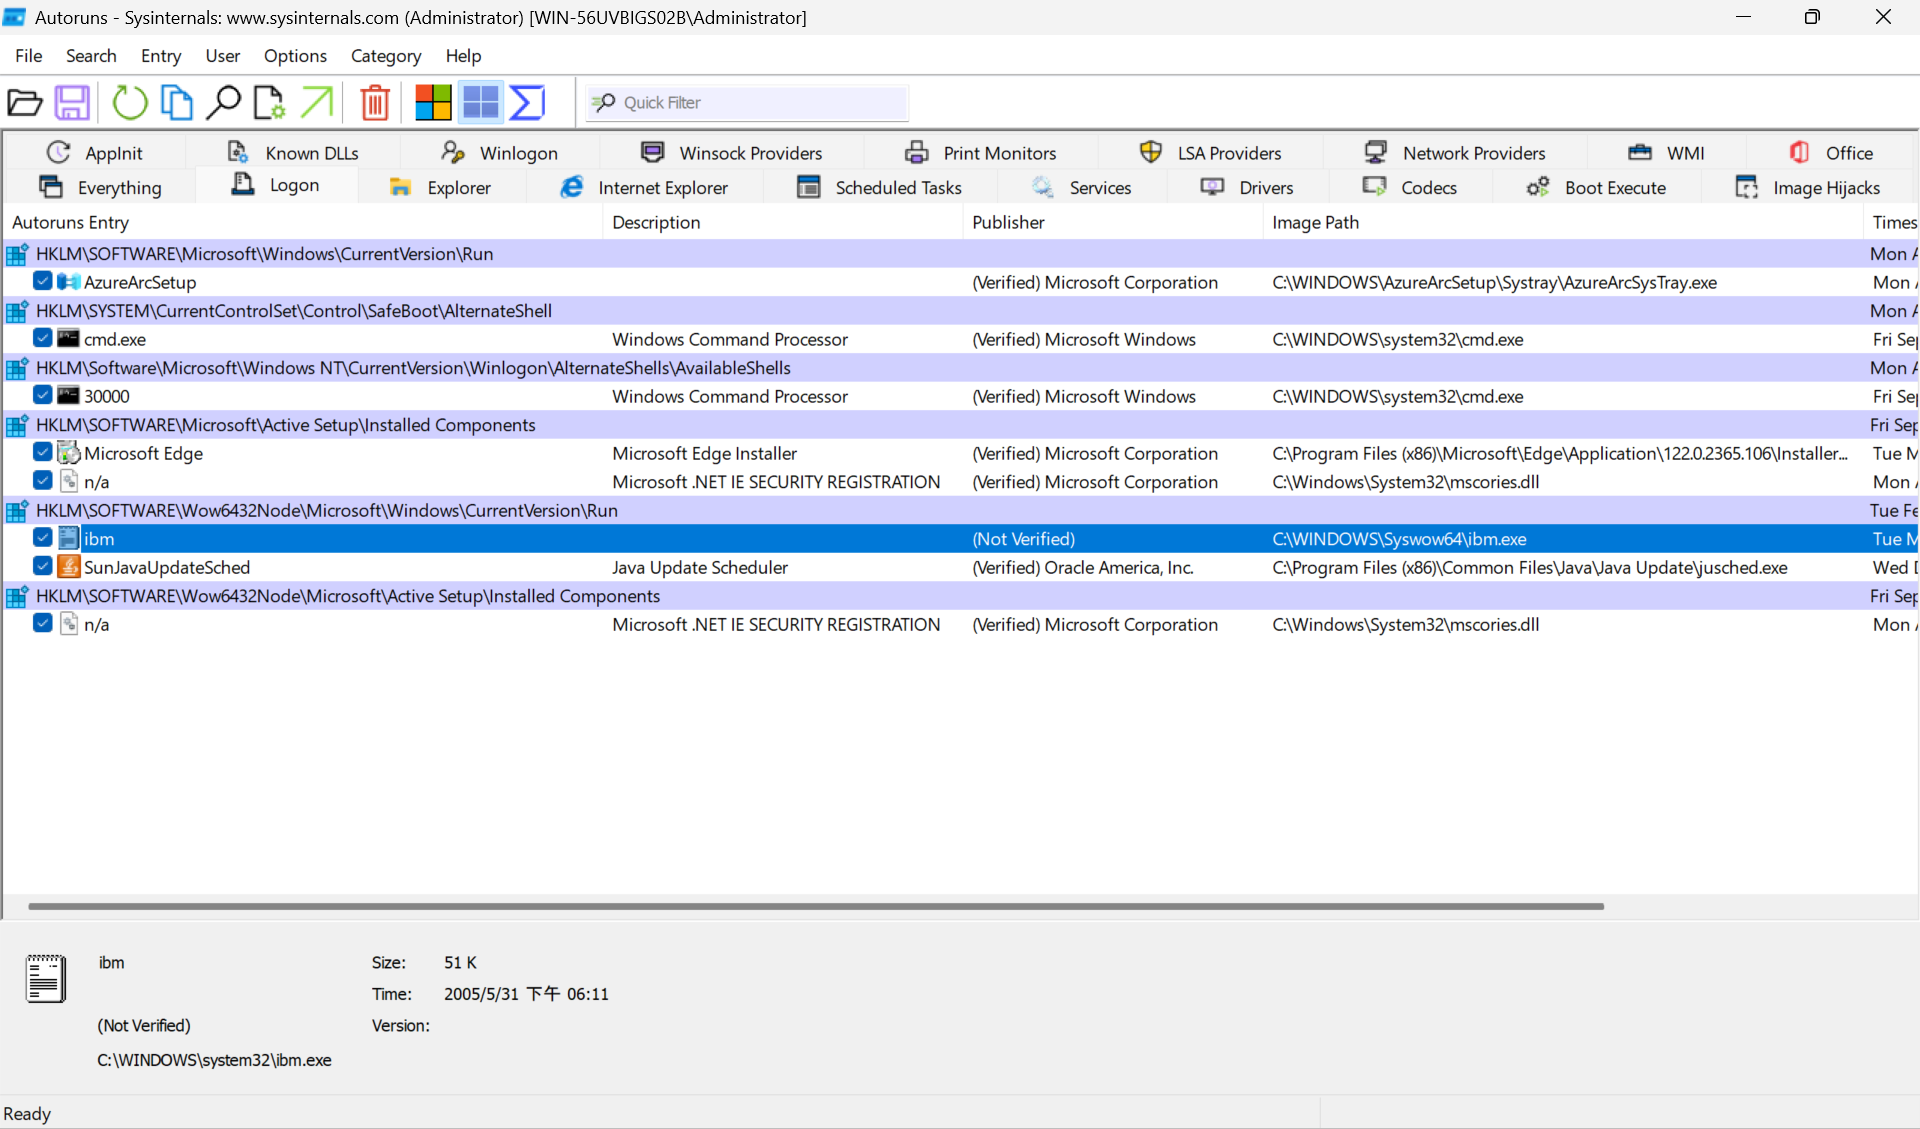 Autoruns - Sysinternals: www.sysinternals.com (Administrator) [WIN-56UVBIGS02B\Administrator]
File Search Entry User Options Category Help
Quick Filter
AppInit Known DLLs Winlogon Winsock Providers Print Monitors LSA Providers Network Providers WMI Office
Everything Logon Explorer Internet Explorer Scheduled Tasks Services Drivers Codecs Boot Execute Image Hijacks
Autoruns Entry Description Publisher Image Path Times
HKLM\SOFTWARE\Microsoft\Windows\CurrentVersion\Run Mon
AzureArcSetup (Verified) Microsoft Corporation C:\WINDOWS\AzureArcSetup\Systray\AzureArcSysTray.exe Mon
HKLM\SYSTEM\CurrentControlSet\Control\SafeBoot\AlternateShell Mon
cmd.exe Windows Command Processor (Verified) Microsoft Windows C:\WINDOWS\system32\cmd.exe Fri Se
HKLM\Software\Microsoft\Windows NT\CurrentVersion\Winlogon\AlternateShells\AvailableShells Mon
30000 Windows Command Processor (Verified) Microsoft Windows C:\WINDOWS\system32\cmd.exe Fri Se
HKLM\SOFTWARE\Microsoft\Active Setup\Installed Components Fri Sep
Microsoft Edge Microsoft Edge Installer (Verified) Microsoft Corporation C:\Program Files (x86)\Microsoft\Edge\Application\122.0.2365.106\Installer... Tue M
n/a Microsoft .NET IE SECURITY REGISTRATION (Verified) Microsoft Corporation C:\Windows\System32\mscories.dll Mon
HKLM\SOFTWARE\Wow6432Node\Microsoft\Windows\CurrentVersion\Run Tue Fe
ibm (Not Verified) C:\WINDOWS\Syswow64\ibm.exe Tue M
SunJavaUpdateSched Java Update Scheduler (Verified) Oracle America, Inc. C:\Program Files (x86)\Common Files\Java\Java Update\jusched.exe Wed
HKLM\SOFTWARE\Wow6432Node\Microsoft\Active Setup\Installed Components Fri Sep
n/a Microsoft .NET IE SECURITY REGISTRATION (Verified) Microsoft Corporation C:\Windows\System32\mscories.dll Mon
ibm Size: 51 K
Time: 2005/5/31 下午 06:11
(Not Verified) Version:
C:\WINDOWS\system32\ibm.exe
Ready